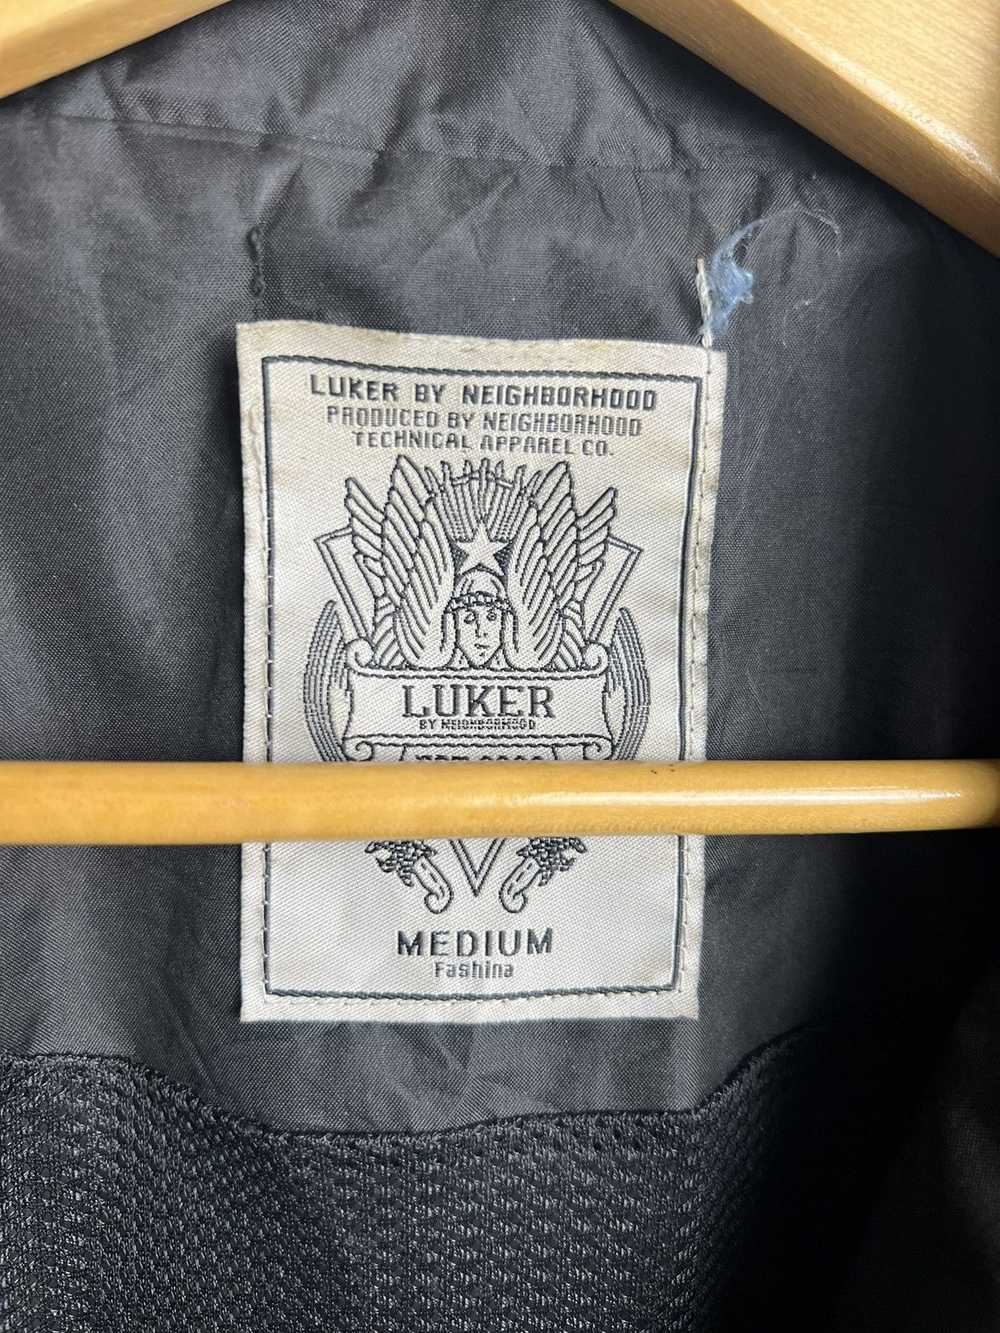 LUKER BY NEIGHBORHOOD
PRODUCED BY NEIGHBORHOOD
TECHNICAL APPAREL CO.
LUKER
BY NEIGHBORHOOD
MEDIUM
Fashina